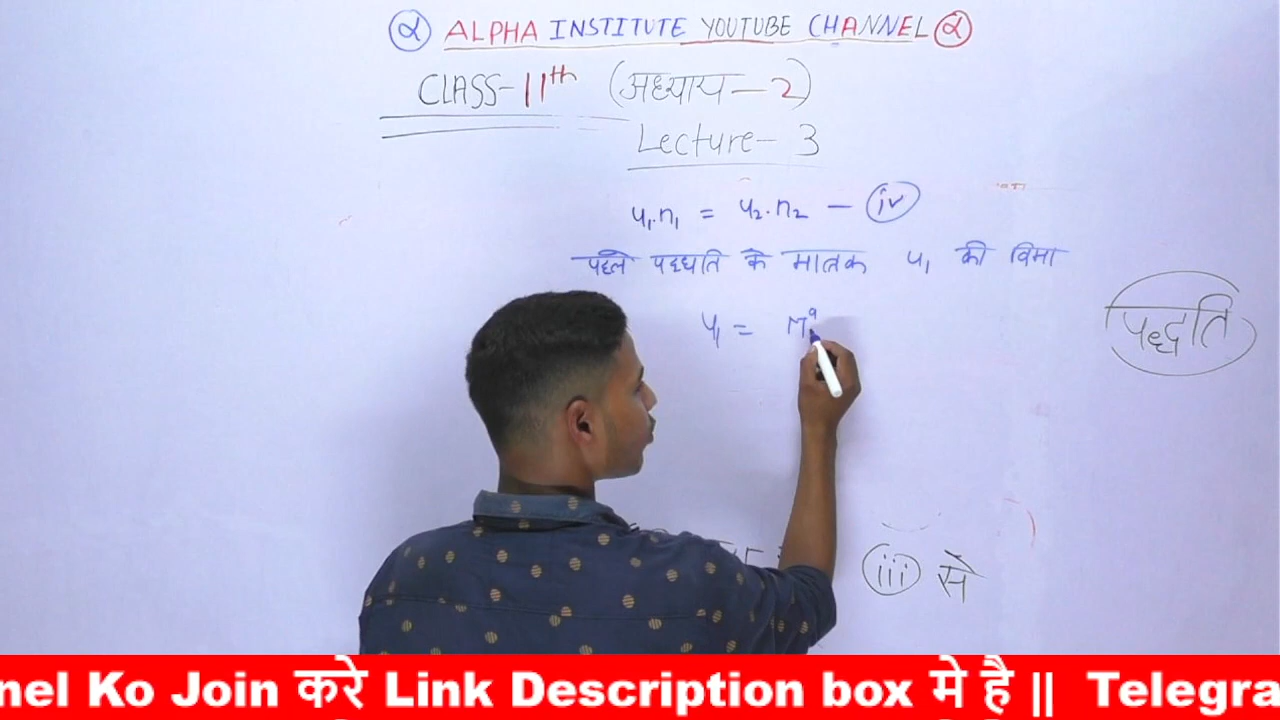 α ALPHA INSTITUTE YOUTUBE CHANNEL α
CLASS-11th (अध्याय-2)
Lecture- 3
u₁.n₁ = u₂.n₂ - iv
पहले पद्धति के मात्रक u₁ की विमा
u₁ = Mᵃ
पद्धति
iii से
nel Ko Join करे Link Description box मे है || Telegra